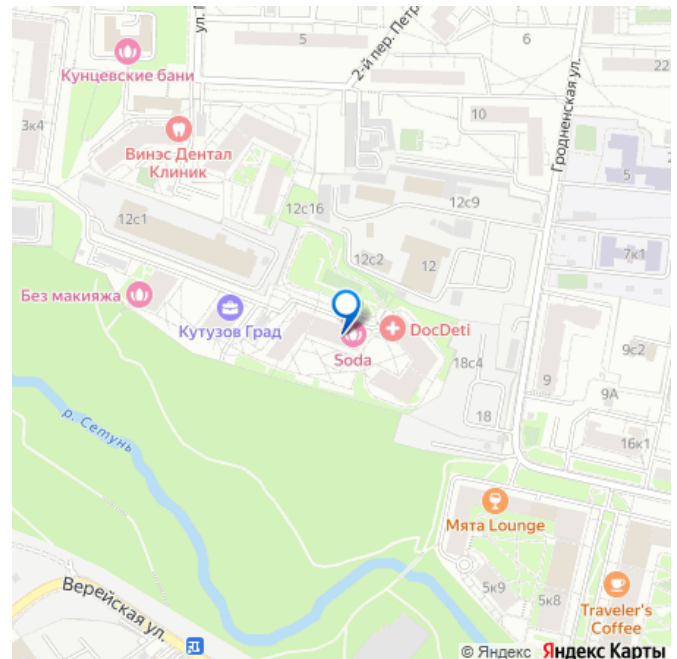 ул. П
5
2-й пер. Петр
6
22
Кунцевские бани
3к4
10
Гродненская ул.
Винэс Дентал
Клиник
5
12с16
12с9
12с1
12с2
12
7к1
Без макияжа
Кутузов Град
DocDeti
Soda
18с4
9с2
9
9А
18
16к1
р. Сетунь
Мята Lounge
5к9
5к8
Верейская ул.
Traveler's
Coffee
© Яндекс Яндекс Карты